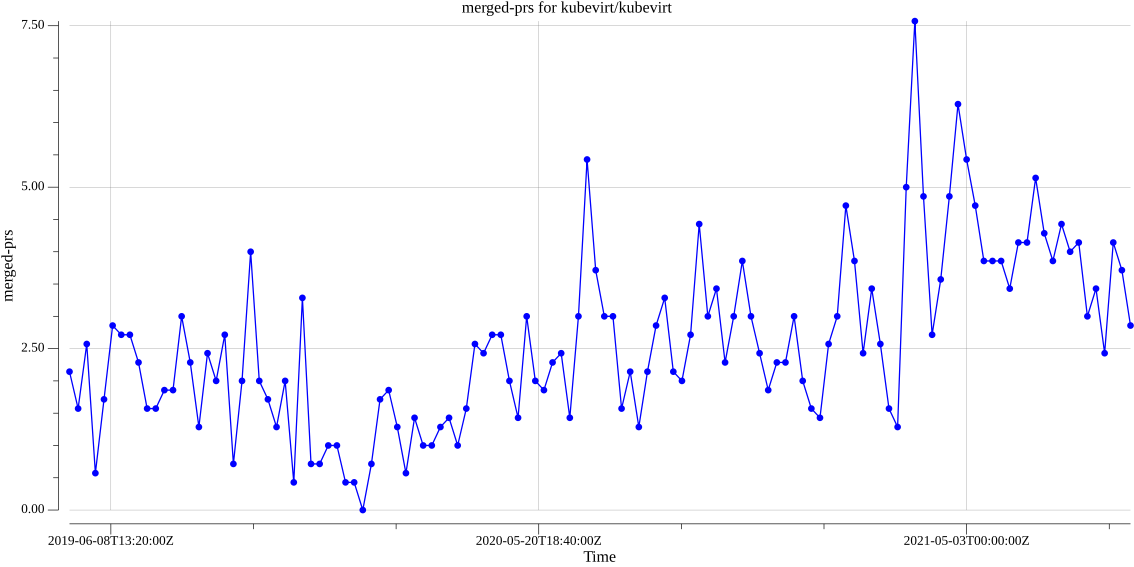 merged-prs for kubevirt/kubevirt
7.50
5.00
2.50
0.00
merged-prs
2019-06-08T13:20:00Z
2020-05-20T18:40:00Z
2021-05-03T00:00:00Z
Time